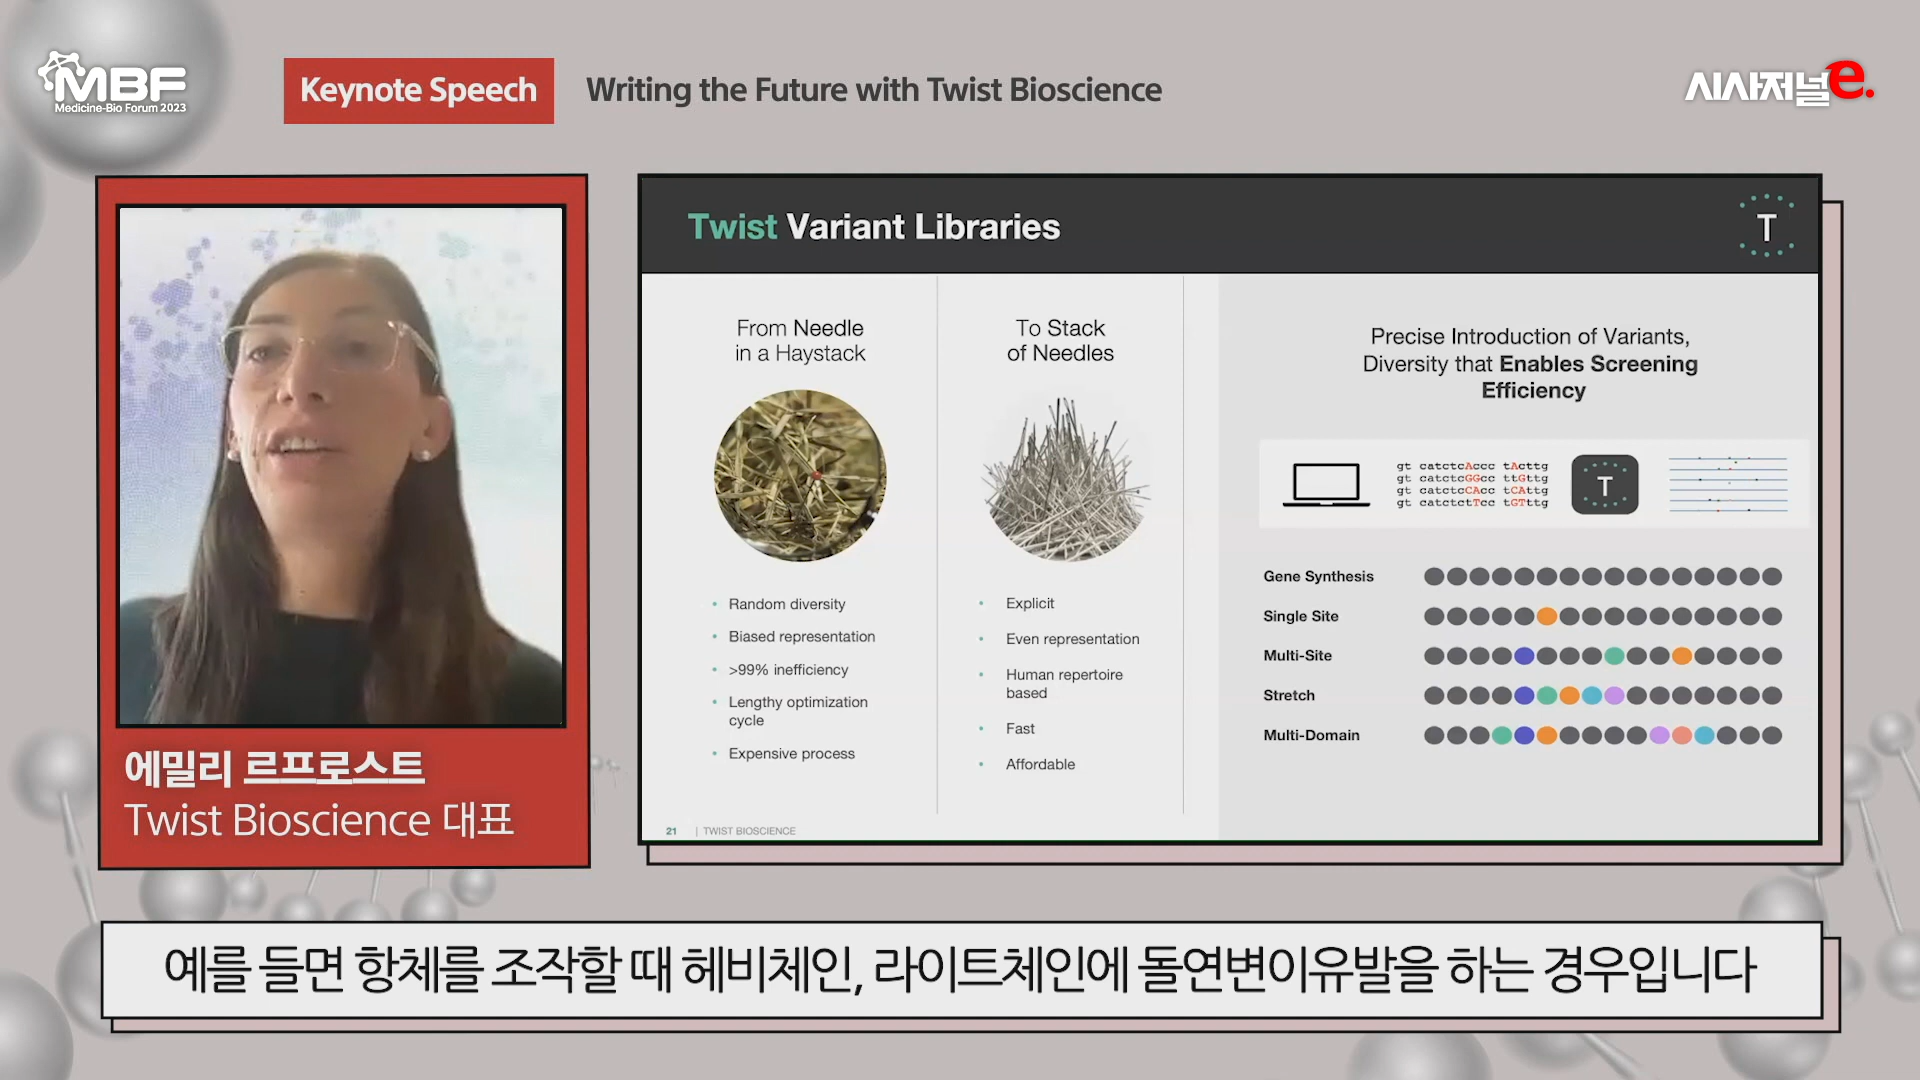 MBF
Medicine-Bio Forum 2023
Keynote Speech
Writing the Future with Twist Bioscience
시사저널e.
에밀리 르프로스트
Twist Bioscience 대표
Twist Variant Libraries
T
From Needle
in a Haystack
Random diversity
Biased representation
>99% inefficiency
Lengthy optimization
cycle
Expensive process
To Stack
of Needles
Explicit
Even representation
Human repertoire
based
Fast
Affordable
Precise Introduction of Variants,
Diversity that Enables Screening
Efficiency
gt catctcAccc tActtg
gt catctcGGcc ttGttg
gt catctcCAcc tCAttg
gt catctctTcc tGTttg
T
Gene Synthesis
Single Site
Multi-Site
Stretch
Multi-Domain
21 | TWIST BIOSCIENCE
예를 들면 항체를 조작할 때 헤비체인, 라이트체인에 돌연변이유발을 하는 경우입니다